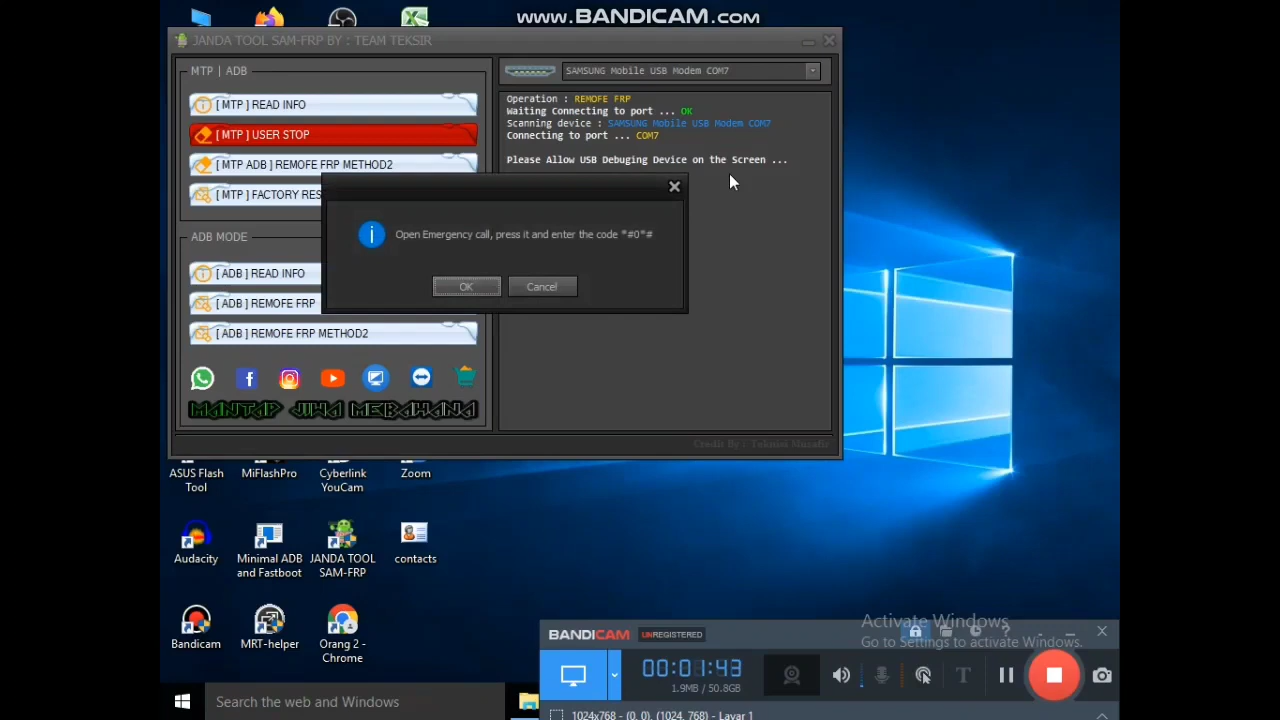 www.BANDICAM.com
JANDA TOOL SAM-FRP BY : TEAM TEKSIR
MTP | ADB
[ MTP ] READ INFO
[ MTP ] USER STOP
[ MTP ADB ] REMOFE FRP METHOD2
[ MTP ] FACTORY RES
ADB MODE
[ ADB ] READ INFO
[ ADB ] REMOFE FRP
[ ADB ] REMOFE FRP METHOD2
MANTAP JIWA MEBAHANA
SAMSUNG Mobile USB Modem COM7
Operation : REMOFE FRP
Waiting Connecting to port ... OK
Scanning device : SAMSUNG Mobile USB Modem COM7
Connecting to port ... COM7
Please Allow USB Debuging Device on the Screen ...
Open Emergency call, press it and enter the code *#0*#
OK
Cancel
Credit By : Teknisi Muzafir
ASUS Flash Tool
MiFlashPro
Cyberlink YouCam
Zoom
Audacity
Minimal ADB and Fastboot
JANDA TOOL SAM-FRP
contacts
Bandicam
MRT-helper
Orang 2 - Chrome
Activate Windows
Go to Settings to activate Windows.
BANDICAM UNREGISTERED
00:01:43
1.9MB / 50.8GB
1024x768 - (0, 0), (1024, 768) - Layar 1
Search the web and Windows